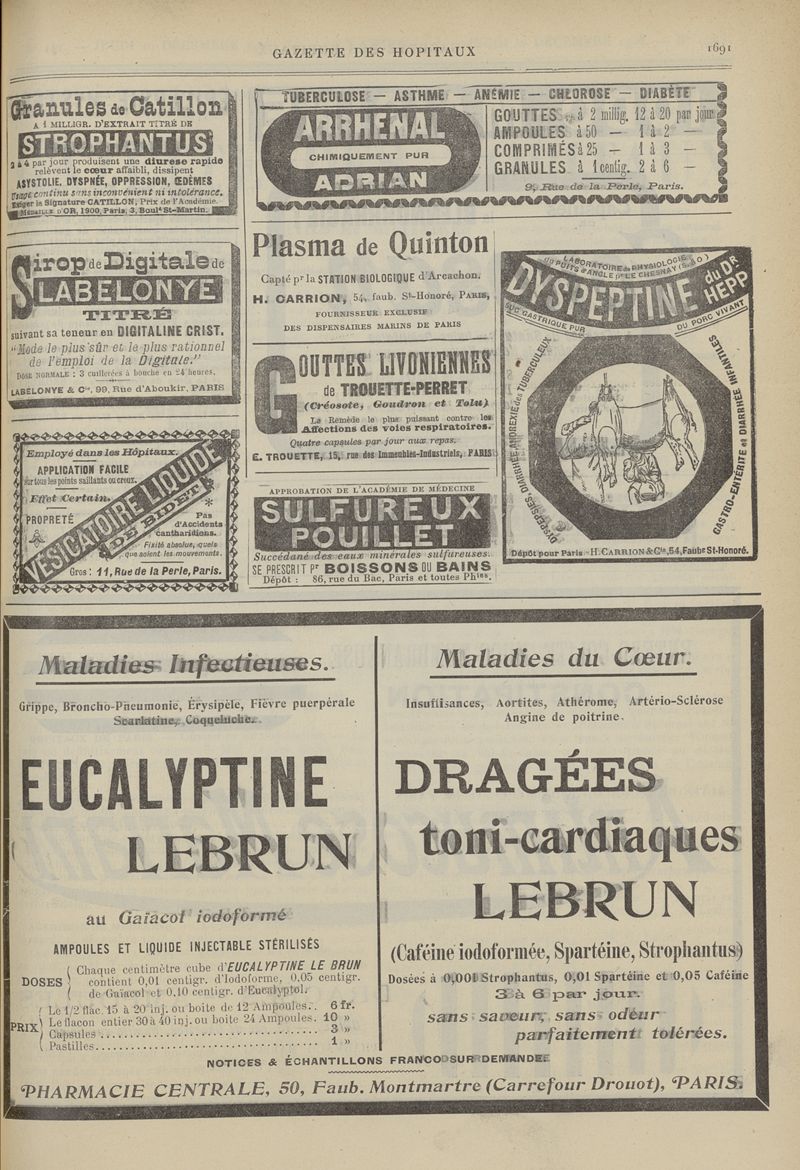 GAZETTE DES HOPITAUX
1691
Granules de Catillon
A 1 MILLIGR. D'EXTRAIT TITRÉ DE
STROPHANTUS
2 à 4 par jour produisent une diurese rapide
relèvent le cœur affaibli, dissipent
ASYSTOLIE, DYSPNÉE, OPPRESSION, ŒDÈMES
Usage continu sans inconvénient ni intolérance.
Exiger la Signature CATILLON, Prix de l'Académie.
MÉDAILLE D'OR, 1900, Paris, 3, Boulᵈ St-Martin.
TUBERCULOSE — ASTHME — ANÉMIE — CHLOROSE — DIABÈTE
ARRHENAL
CHIMIQUEMENT PUR
ADRIAN
GOUTTES à 2 millig. 12 à 20 par jour
AMPOULES à 50 — 1 à 2 —
COMPRIMÉS à 25 — 1 à 3 —
GRANULES à 1 centig. 2 à 6 —
9, Rue de la Perle, Paris.
Sirop de Digitale de
LABELONYE
TITRÉ
suivant sa teneur en DIGITALINE CRIST.
"Mode le plus sûr et le plus rationnel
de l'emploi de la Digitale."
DOSE NORMALE : 3 cuillerées à bouche en 24 heures.
LABÉLONYE & Cⁱᵉ, 99, Rue d'Aboukir, PARIS
Plasma de Quinton
Capté pʳ la STATION BIOLOGIQUE d'Arcachon.
H. CARRION, 54, faub. Sᵗ-Honoré, PARIS,
FOURNISSEUR EXCLUSIF
DES DISPENSAIRES MARINS DE PARIS
GOUTTES LIVONIENNES
de TROUETTE-PERRET
(Créosote, Goudron et Tolu)
Le Remède le plus puissant contre les
Affections des voies respiratoires.
Quatre capsules par jour aux repas.
E. TROUETTE, 15, rue des Immeubles-Industriels, PARIS
LABORATOIRE de PHYSIOLOGIE
du PUITS d'ANGLE pʳ LE CHESNAY (S.-&-O)
DYSPEPTINE du Dʳ HEPP
SUC GASTRIQUE PUR
DU PORC VIVANT
DYSPEPSIES, DIARRHÉE, ANOREXIE des TUBERCULEUX
GASTRO-ENTÉRITE et DIARRHÉE INFANTILES
Dépôt pour Paris - H. CARRION & Cⁱᵉ, 54, Faubᵍ St-Honoré.
Employé dans les Hôpitaux.
APPLICATION FACILE
sur tous les points saillants ou creux.
Effet Certain.
PROPRETÉ
VÉSICATOIRE LIQUIDE
DE BIDET
Pas
d'Accidents
cantharidiens.
Fixité absolue, quels
que soient les mouvements.
Gros : 11, Rue de la Perle, Paris.
APPROBATION DE L'ACADÉMIE DE MÉDECINE
SULFUREUX
POUILLET
Succédané des eaux minérales sulfureuses.
SE PRESCRIT Pʳ BOISSONS OU BAINS
Dépôt : 86, rue du Bac, Paris et toutes Phⁱᵉˢ.
Maladies Infectieuses.
Grippe, Broncho-Pneumonie, Érysipèle, Fièvre puerpérale
Scarlatine, Coqueluche.
EUCALYPTINE
LEBRUN
au Gaïacol iodoformé
AMPOULES ET LIQUIDE INJECTABLE STÉRILISÉS
DOSES
Chaque centimètre cube d'EUCALYPTINE LE BRUN
contient 0,01 centigr. d'Iodoforme, 0,05 centigr.
de Gaïacol et 0,10 centigr. d'Eucalyptol.
PRIX
Le 1/2 flac. 15 à 20 inj. ou boite de 12 Ampoules.. 6 fr.
Le flacon entier 30 à 40 inj. ou boite 24 Ampoules. 10 »
Capsules ........ 3 »
Pastilles ........ 1 »
Maladies du Cœur.
Insuffisances, Aortites, Athérome, Artério-Sclérose
Angine de poitrine.
DRAGÉES
toni-cardiaques
LEBRUN
(Caféine iodoformée, Spartéine, Strophantus)
Dosées à 0,001 Strophantus, 0,01 Spartéine et 0,05 Caféine
3 à 6 par jour.
sans saveur, sans odeur
parfaitement tolérées.
NOTICES & ÉCHANTILLONS FRANCO SUR DEMANDE.
PHARMACIE CENTRALE, 50, Faub. Montmartre (Carrefour Drouot), PARIS.